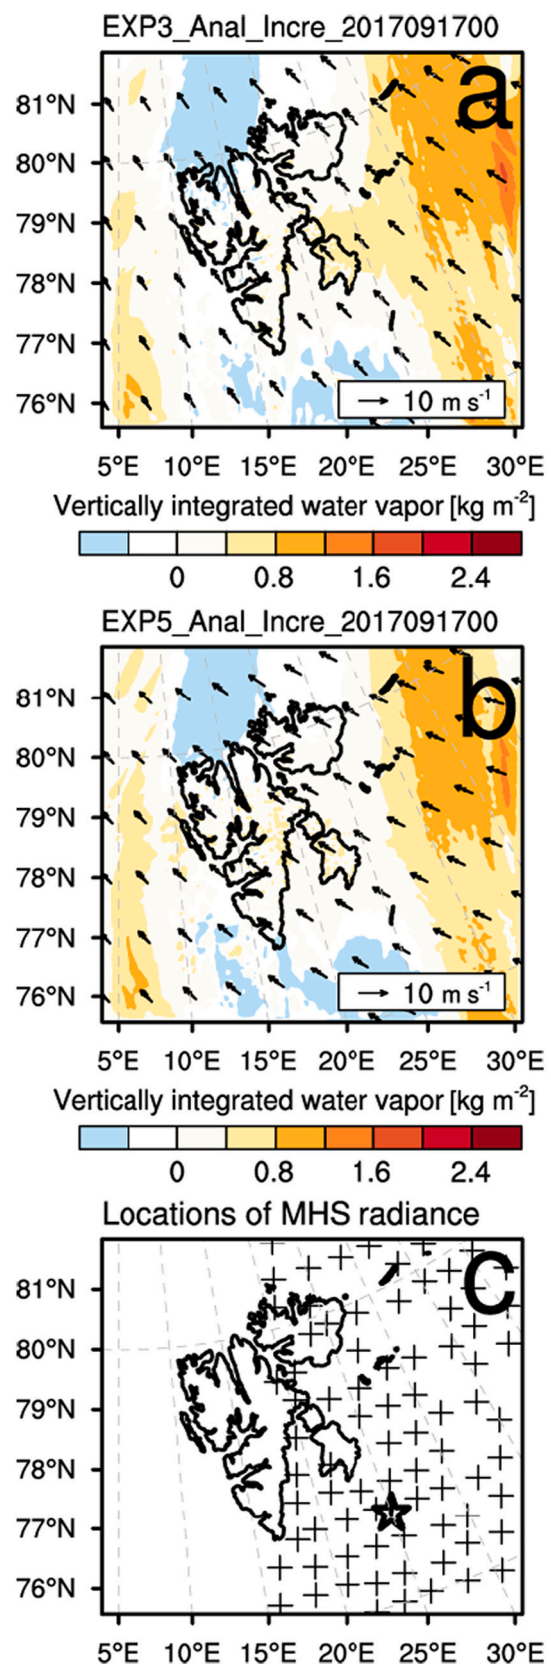 EXP3_Anal_Incre_2017091700
a
81°N
80°N
79°N
78°N
77°N
76°N
10 m s⁻¹
5°E 10°E 15°E 20°E 25°E 30°E
Vertically integrated water vapor [kg m⁻²]
0 0.8 1.6 2.4
EXP5_Anal_Incre_2017091700
b
81°N
80°N
79°N
78°N
77°N
76°N
10 m s⁻¹
5°E 10°E 15°E 20°E 25°E 30°E
Vertically integrated water vapor [kg m⁻²]
0 0.8 1.6 2.4
Locations of MHS radiance
c
81°N
80°N
79°N
78°N
77°N
76°N
5°E 10°E 15°E 20°E 25°E 30°E